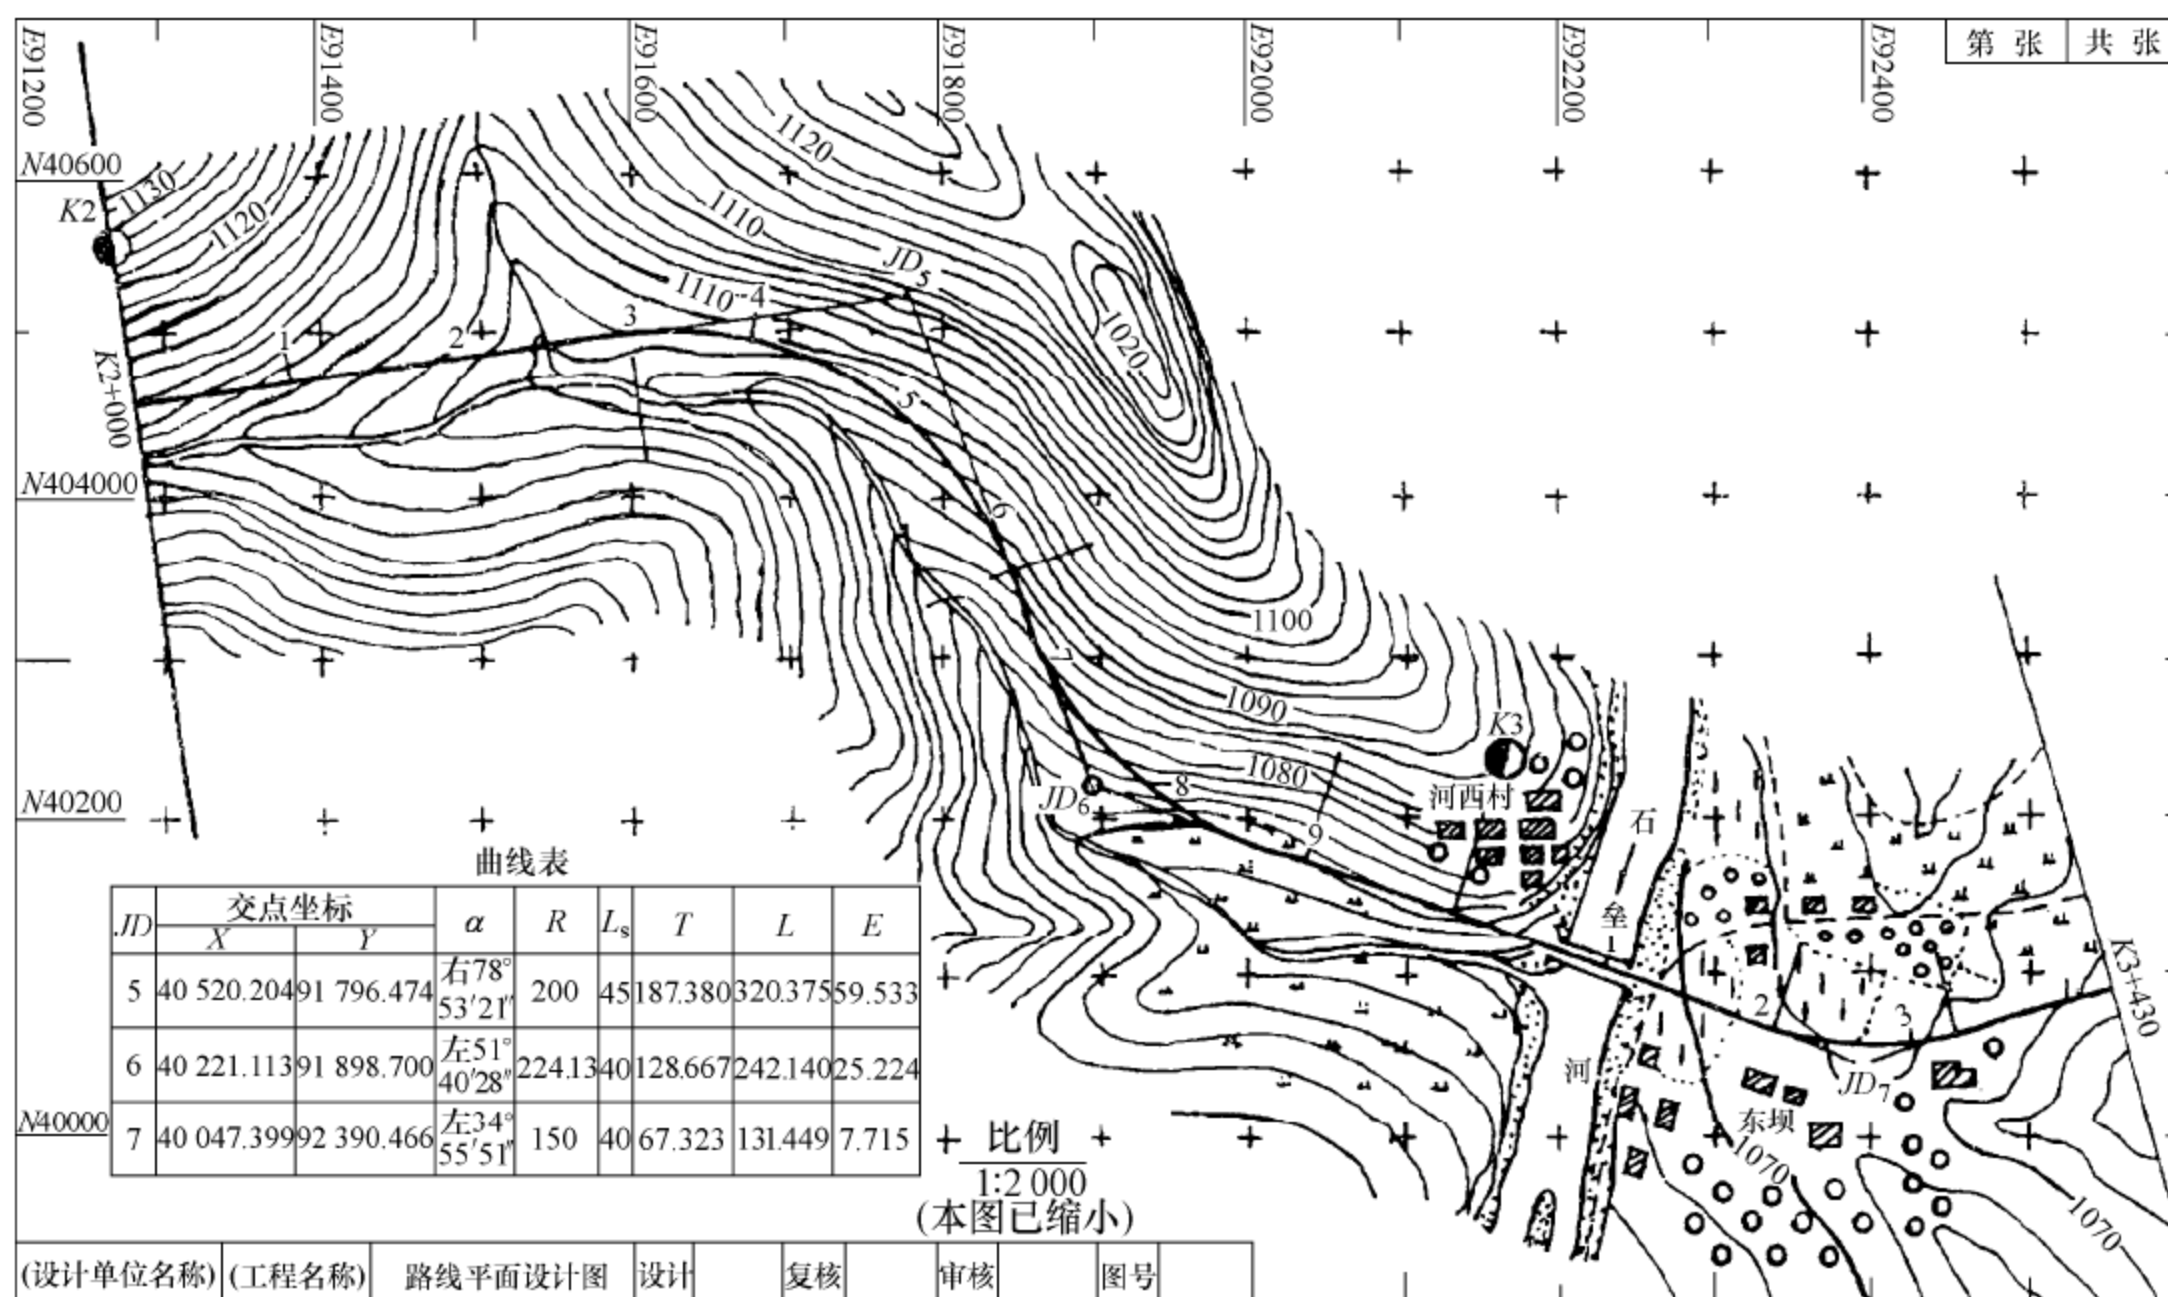 E91200
E91400
E91600
E91800
E92000
E92200
E92400
第 张 共 张
N40600
K2
1130
1120
1110
1120
1110
JD5
1
2
3
4
5
6
7
8
9
1020
K2+000
N404000
1100
1090
1080
K3
河西村
JD6
N40200
石
垒
1
河
2
3
JD7
东坝
1070
1070
K3+430
曲线表
JD 交点坐标 α R Ls T L E
X Y
5 40 520.204 91 796.474 右78°53′21″ 200 45 187.380 320.375 59.533
6 40 221.113 91 898.700 左51°40′28″ 224.13 40 128.667 242.140 25.224
7 40 047.399 92 390.466 左34°55′51″ 150 40 67.323 131.449 7.715
N40000
比例
1:2 000
(本图已缩小)
(设计单位名称) (工程名称) 路线平面设计图 设计 复核 审核 图号